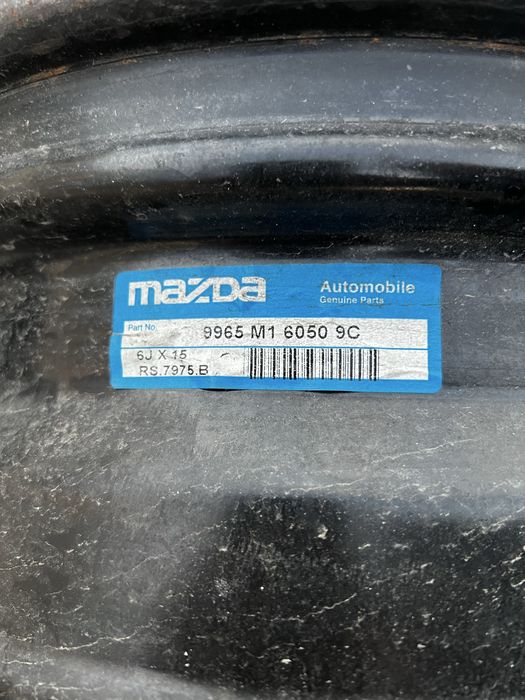 mazda
Automobile
Genuine Parts
Part No
9965 M1 6050 9C
6J X 15
RS.7975.B